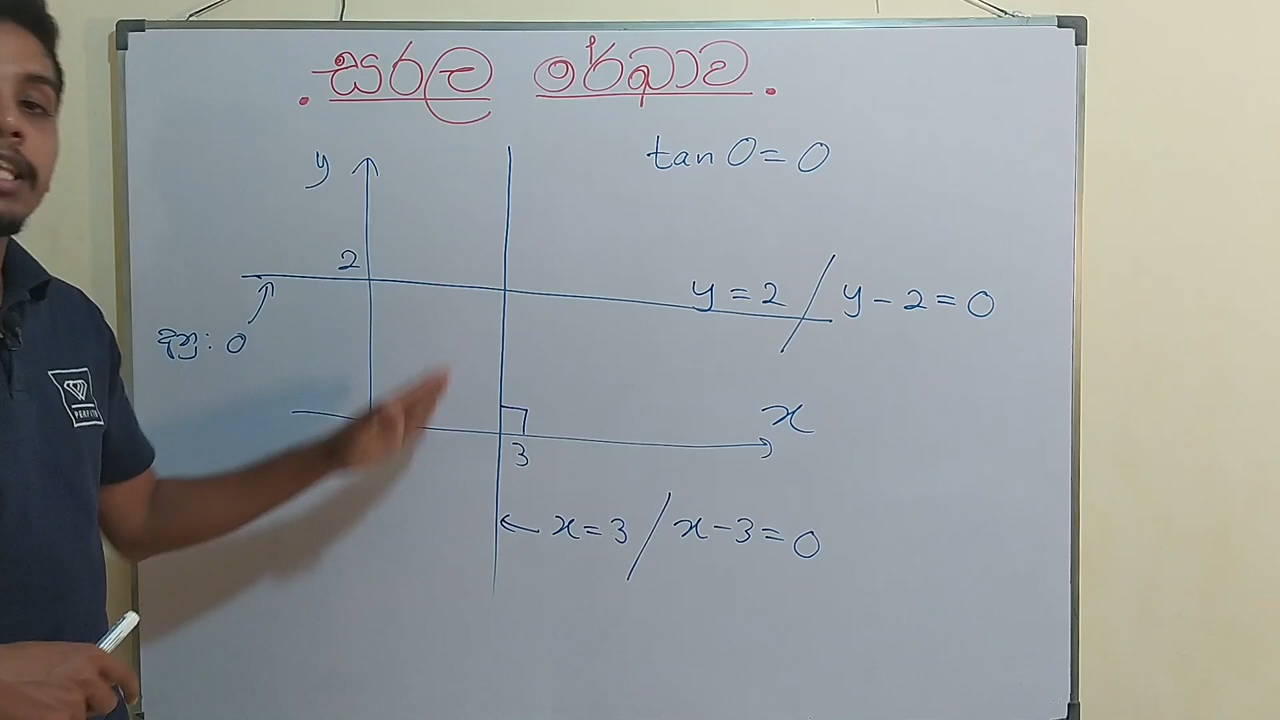 . සරල රේඛාව .
tan 0 = 0
y
2
y = 2 / y - 2 = 0
අනු: 0
x
3
x = 3 / x - 3 = 0